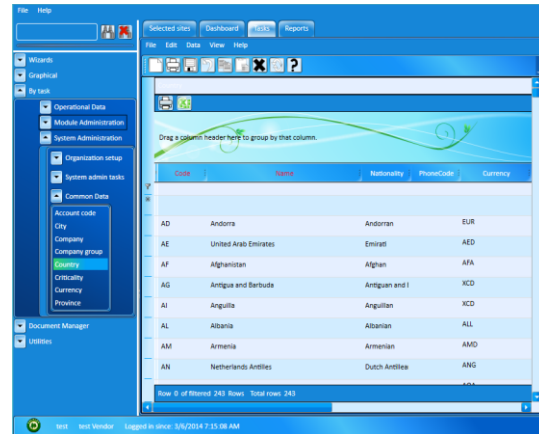 File Help
Selected sites Dashboard Tasks Reports
File Edit Data View Help
Wizards
Graphical
By task
Operational Data
Module Administration
System Administration
Organization setup
System admin tasks
Common Data
Account code
City
Company
Company group
Country
Criticality
Currency
Province
Document Manager
Utilities
Drag a column header here to group by that column.
Code Name Nationality PhoneCode Currency
AD Andorra Andorran EUR
AE United Arab Emirates Emirati AED
AF Afghanistan Afghan AFA
AG Antigua and Barbuda Antiguan and I XCD
AI Anguilla Anguillan XCD
AL Albania Albanian ALL
AM Armenia Armenian AMD
AN Netherlands Antilles Dutch Antillea ANG
Row 0 of filtered 243 Rows Total rows 243
test test Vendor Logged in since: 3/6/2014 7:15:08 AM